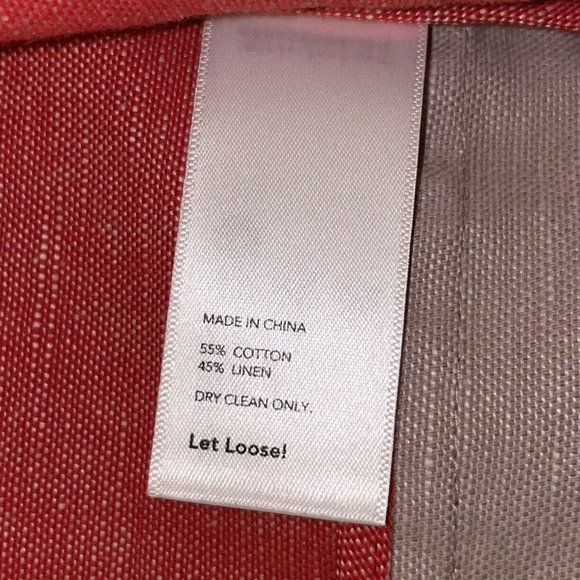 MADE IN CHINA
55% COTTON
45% LINEN
DRY CLEAN ONLY.
Let Loose!